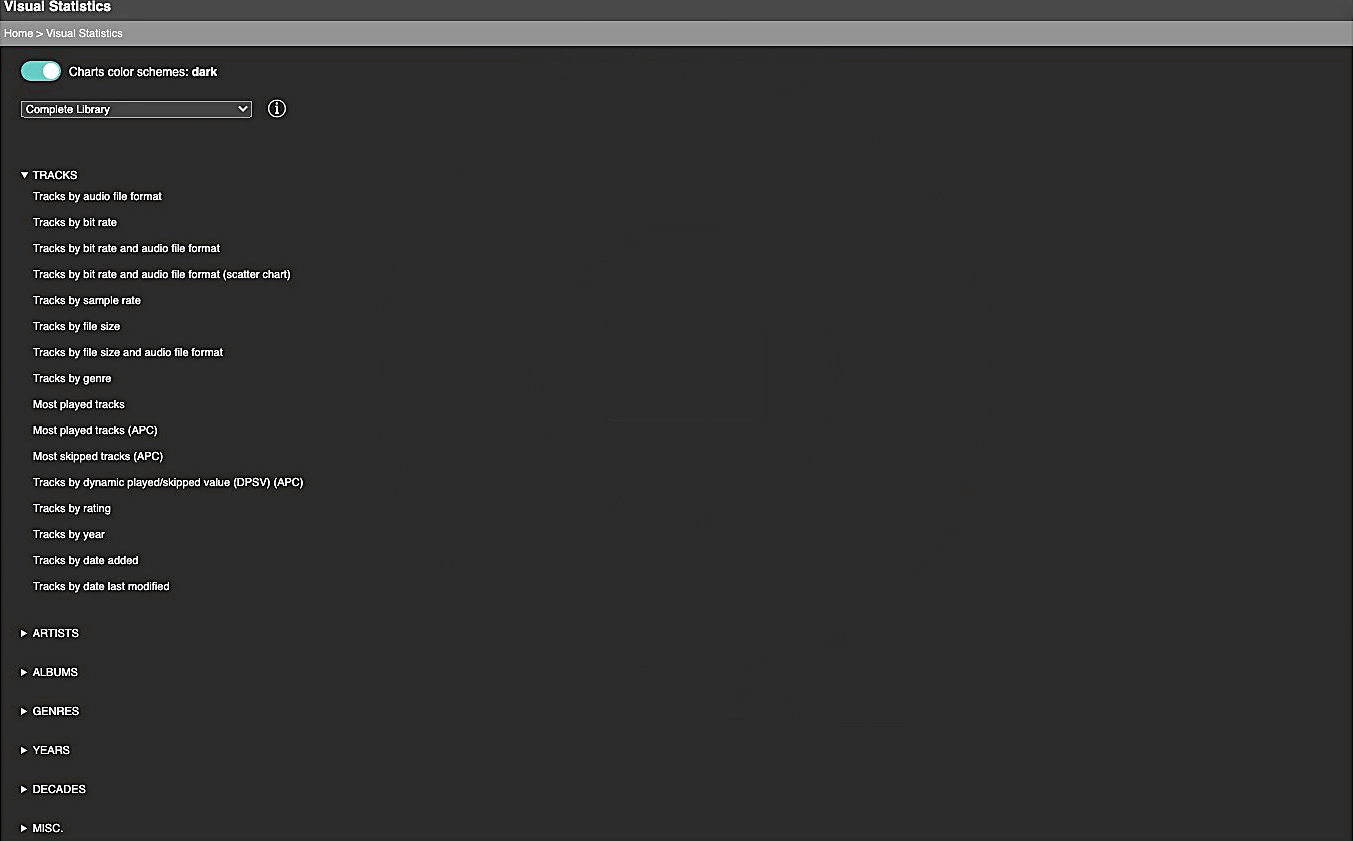 Visual Statistics
Home > Visual Statistics
Charts color schemes: dark
Complete Library
TRACKS
Tracks by audio file format
Tracks by bit rate
Tracks by bit rate and audio file format
Tracks by bit rate and audio file format (scatter chart)
Tracks by sample rate
Tracks by file size
Tracks by file size and audio file format
Tracks by genre
Most played tracks
Most played tracks (APC)
Most skipped tracks (APC)
Tracks by dynamic played/skipped value (DPSV) (APC)
Tracks by rating
Tracks by year
Tracks by date added
Tracks by date last modified
ARTISTS
ALBUMS
GENRES
YEARS
DECADES
MISC.